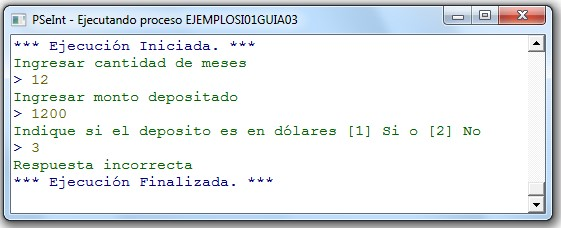 PSeInt - Ejecutando proceso EJEMPLOSI01GUIA03
*** Ejecución Iniciada. ***
Ingresar cantidad de meses
> 12
Ingresar monto depositado
> 1200
Indique si el deposito es en dólares [1] Si o [2] No
> 3
Respuesta incorrecta
*** Ejecución Finalizada. ***